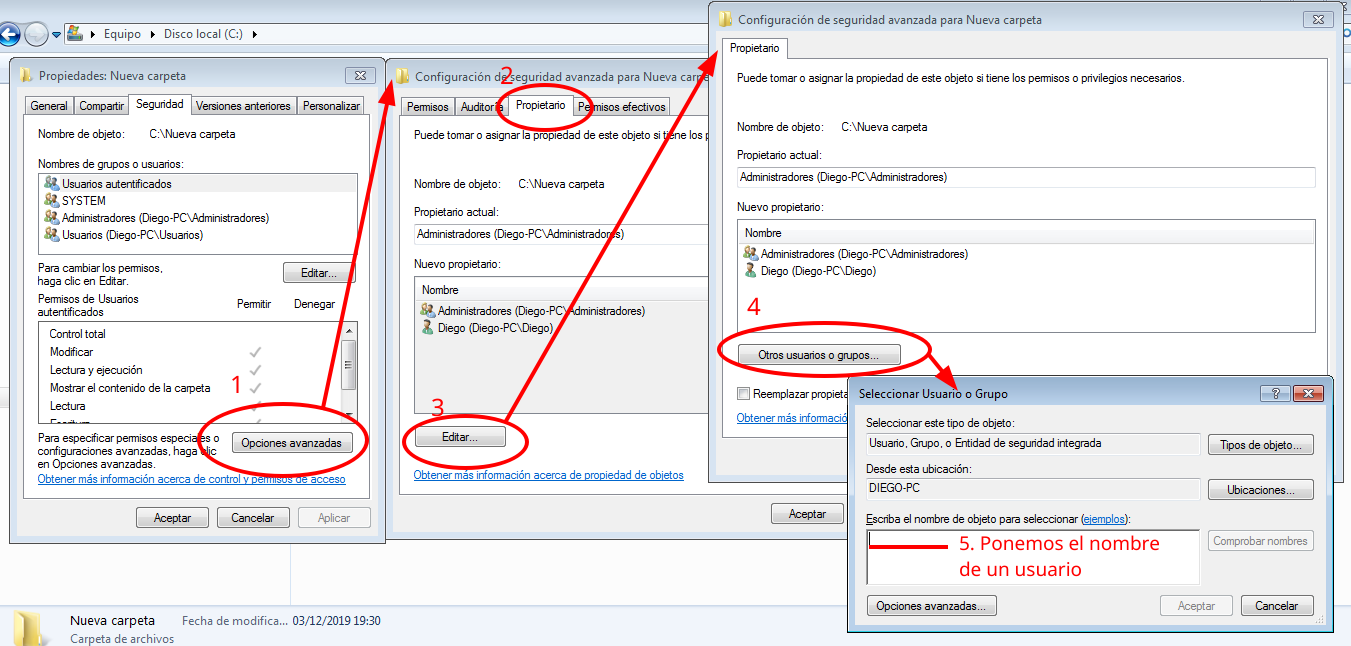 Equipo
Disco local (C:)
Propiedades: Nueva carpeta
General
Compartir
Seguridad
Versiones anteriores
Personalizar
Nombre de objeto: C:\Nueva carpeta
Nombres de grupos o usuarios:
Usuarios autentificados
SYSTEM
Administradores (Diego-PC\Administradores)
Usuarios (Diego-PC\Usuarios)
Para cambiar los permisos,
haga clic en Editar.
Editar...
Permisos de Usuarios
autentificados
Permitir
Denegar
Control total
Modificar
Lectura y ejecución
Mostrar el contenido de la carpeta
Lectura
1
Para especificar permisos especiales o
configuraciones avanzadas, haga clic
en Opciones avanzadas.
Opciones avanzadas
Obtener más información acerca de control y permisos de acceso
Aceptar
Cancelar
Aplicar
Configuración de seguridad avanzada para Nueva carpe
2
Permisos
Auditoría
Propietario
Permisos efectivos
Puede tomar o asignar la propiedad de este objeto si tiene los p
Nombre de objeto: C:\Nueva carpeta
Propietario actual:
Administradores (Diego-PC\Administradores)
Nuevo propietario:
Nombre
Administradores (Diego-PC\Administradores)
Diego (Diego-PC\Diego)
3
Editar...
Obtener más información acerca de propiedad de objetos
Aceptar
Configuración de seguridad avanzada para Nueva carpeta
Propietario
Puede tomar o asignar la propiedad de este objeto si tiene los permisos o privilegios necesarios.
Nombre de objeto: C:\Nueva carpeta
Propietario actual:
Administradores (Diego-PC\Administradores)
Nuevo propietario:
Nombre
Administradores (Diego-PC\Administradores)
Diego (Diego-PC\Diego)
4
Otros usuarios o grupos...
Reemplazar propieta
Obtener más informació
Seleccionar Usuario o Grupo
Seleccionar este tipo de objeto:
Usuario, Grupo, o Entidad de seguridad integrada
Tipos de objeto...
Desde esta ubicación:
DIEGO-PC
Ubicaciones...
Escriba el nombre de objeto para seleccionar (ejemplos):
5. Ponemos el nombre
de un usuario
Comprobar nombres
Opciones avanzadas...
Aceptar
Cancelar
Nueva carpeta
Fecha de modifica... 03/12/2019 19:30
Carpeta de archivos